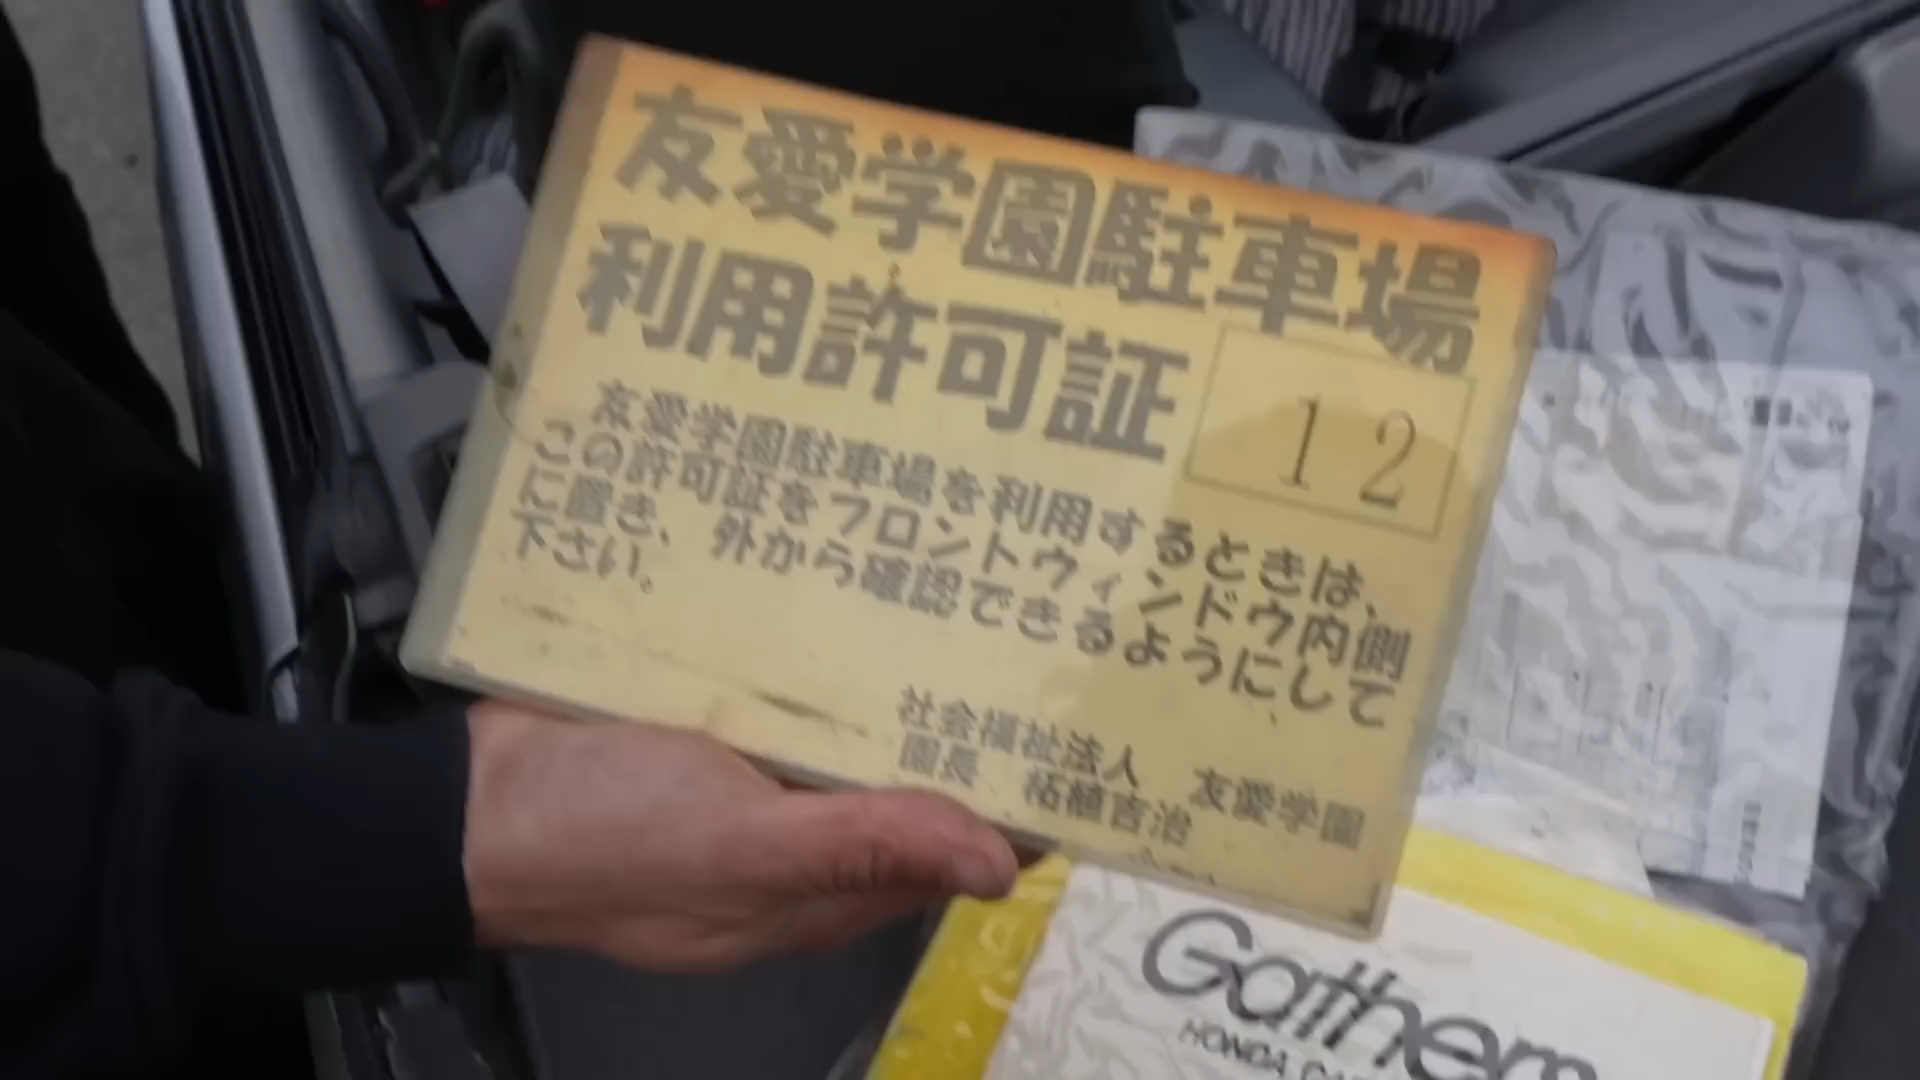 友愛学園駐車場
利用許可証
12
友愛学園駐車場を利用するときは、
この許可証をフロントウィンドウ内側
に置き、外から確認できるようにして
下さい。
社会福祉法人 友愛学園
園長 柘植吉治
Gathers
HONDA